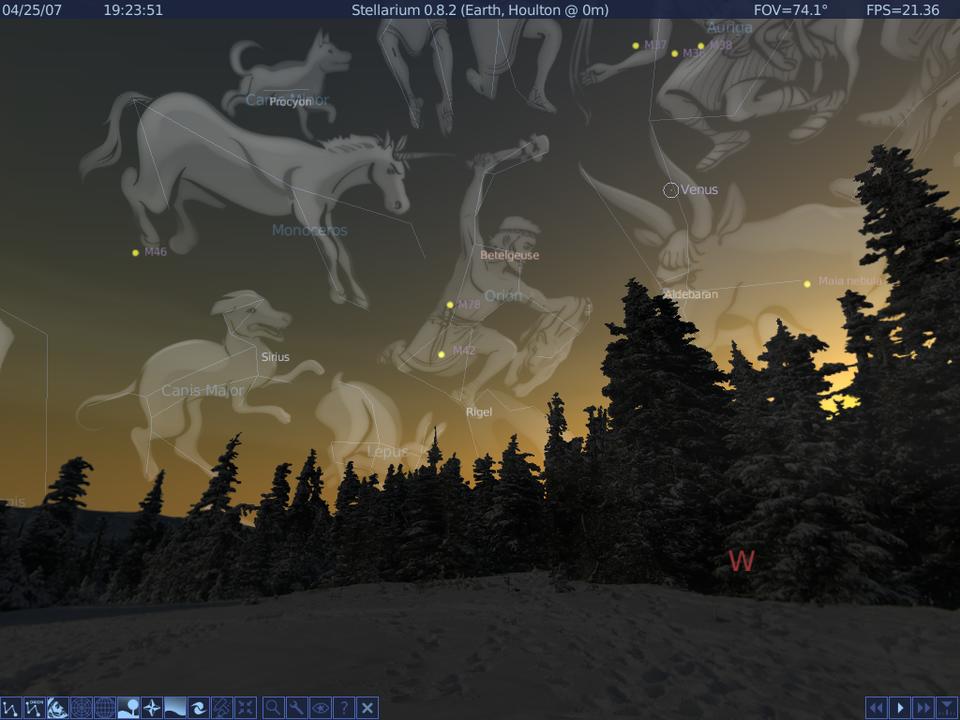 04/25/07 19:23:51 Stellarium 0.8.2 (Earth, Houlton @ 0m) FOV=74.1° FPS=21.36
Auriga
M37 M38
Canis Minor
Procyon
Venus
Monoceros
M46
Betelgeuse
Maia nebula
Orion
Aldebaran
M78
M42
Sirius
Canis Major
Rigel
Lepus
W
?